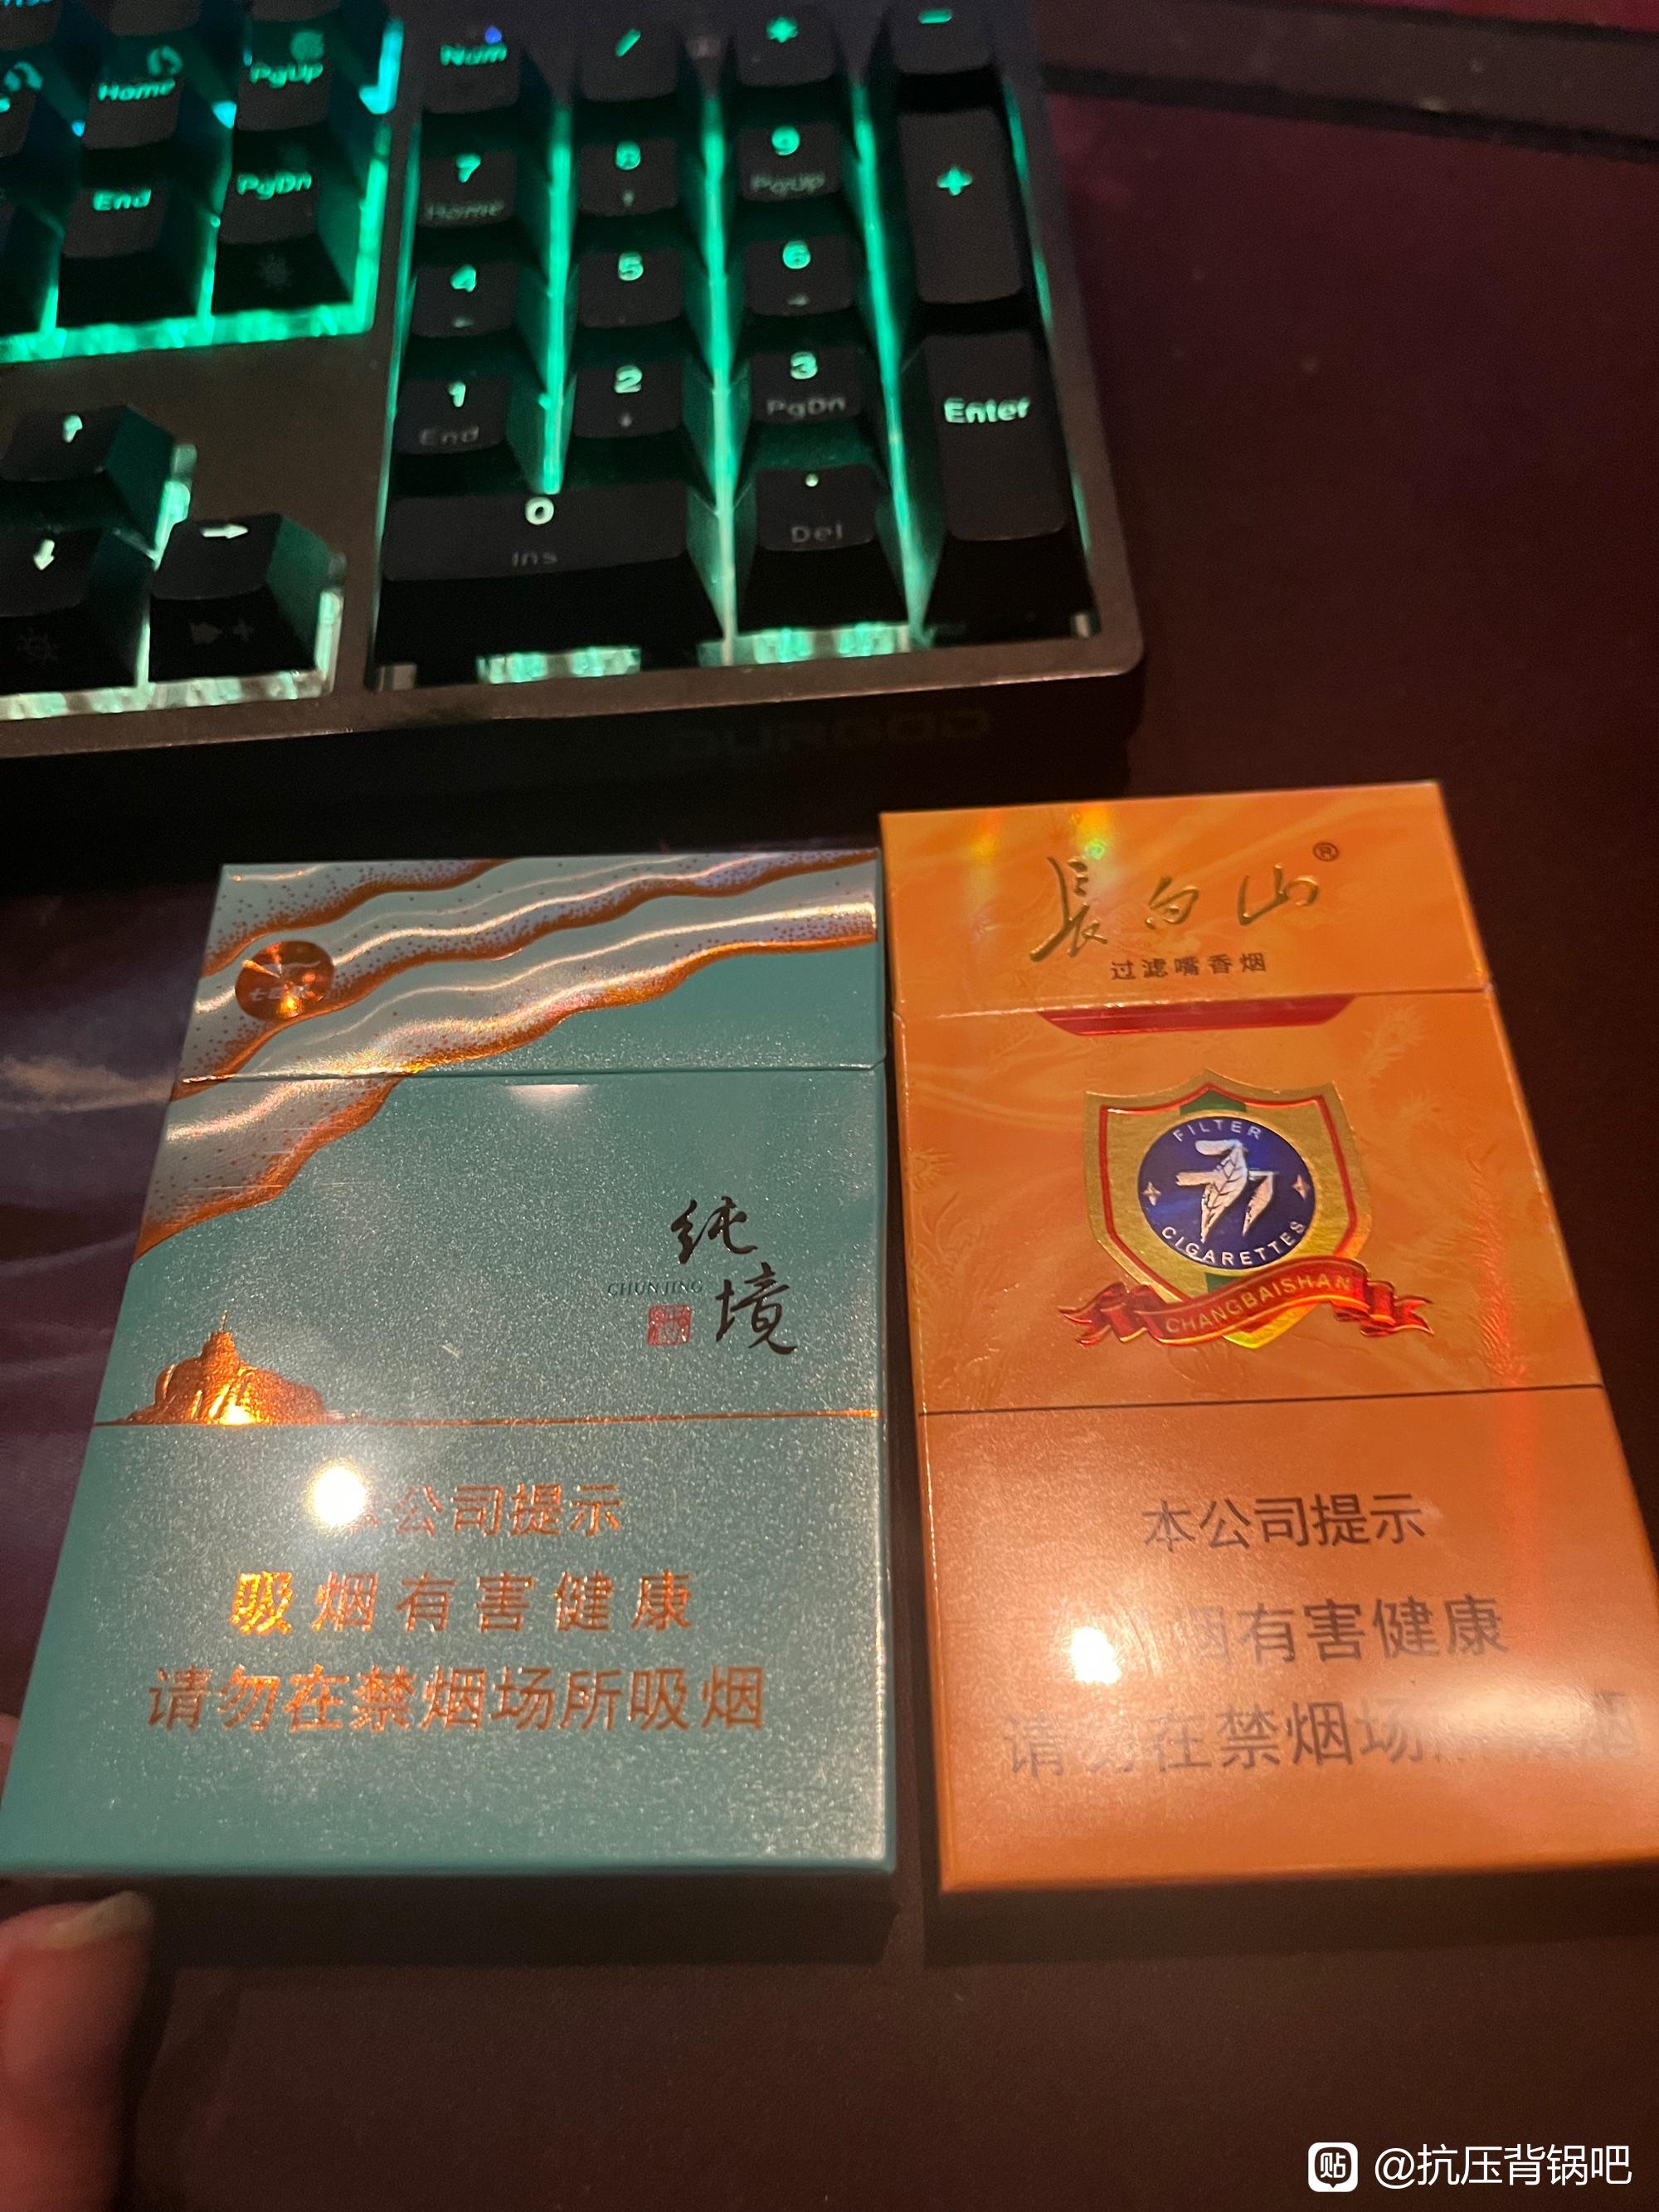 Num / * -
Home PgUp
7 8 9 +
Home PgUp
End PgDn
4 5 6
1 2 3 Enter
End PgDn
0 .
Ins Del
DURGOD
長白山®
过滤嘴香烟
FILTER
CIGARETTES
CHANGBAISHAN
本公司提示
烟有害健康
请勿在禁烟场
纯境
CHUNJING
公司提示
吸烟有害健康
请勿在禁烟场所吸烟
贴 @抗压背锅吧